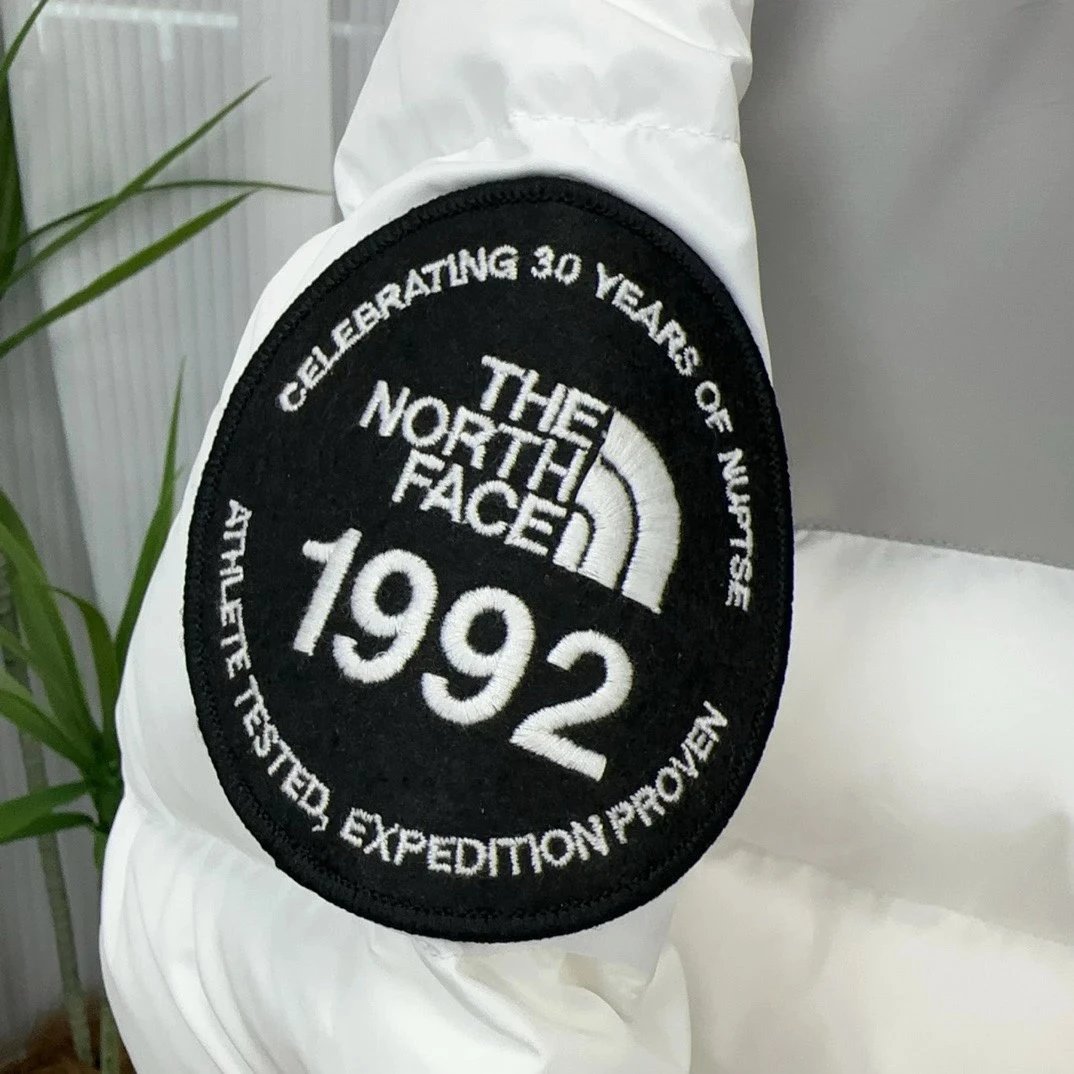 CELEBRATING 30 YEARS OF NUPTSE
THE
NORTH
FACE
1992
ATHLETE TESTED, EXPEDITION PROVEN